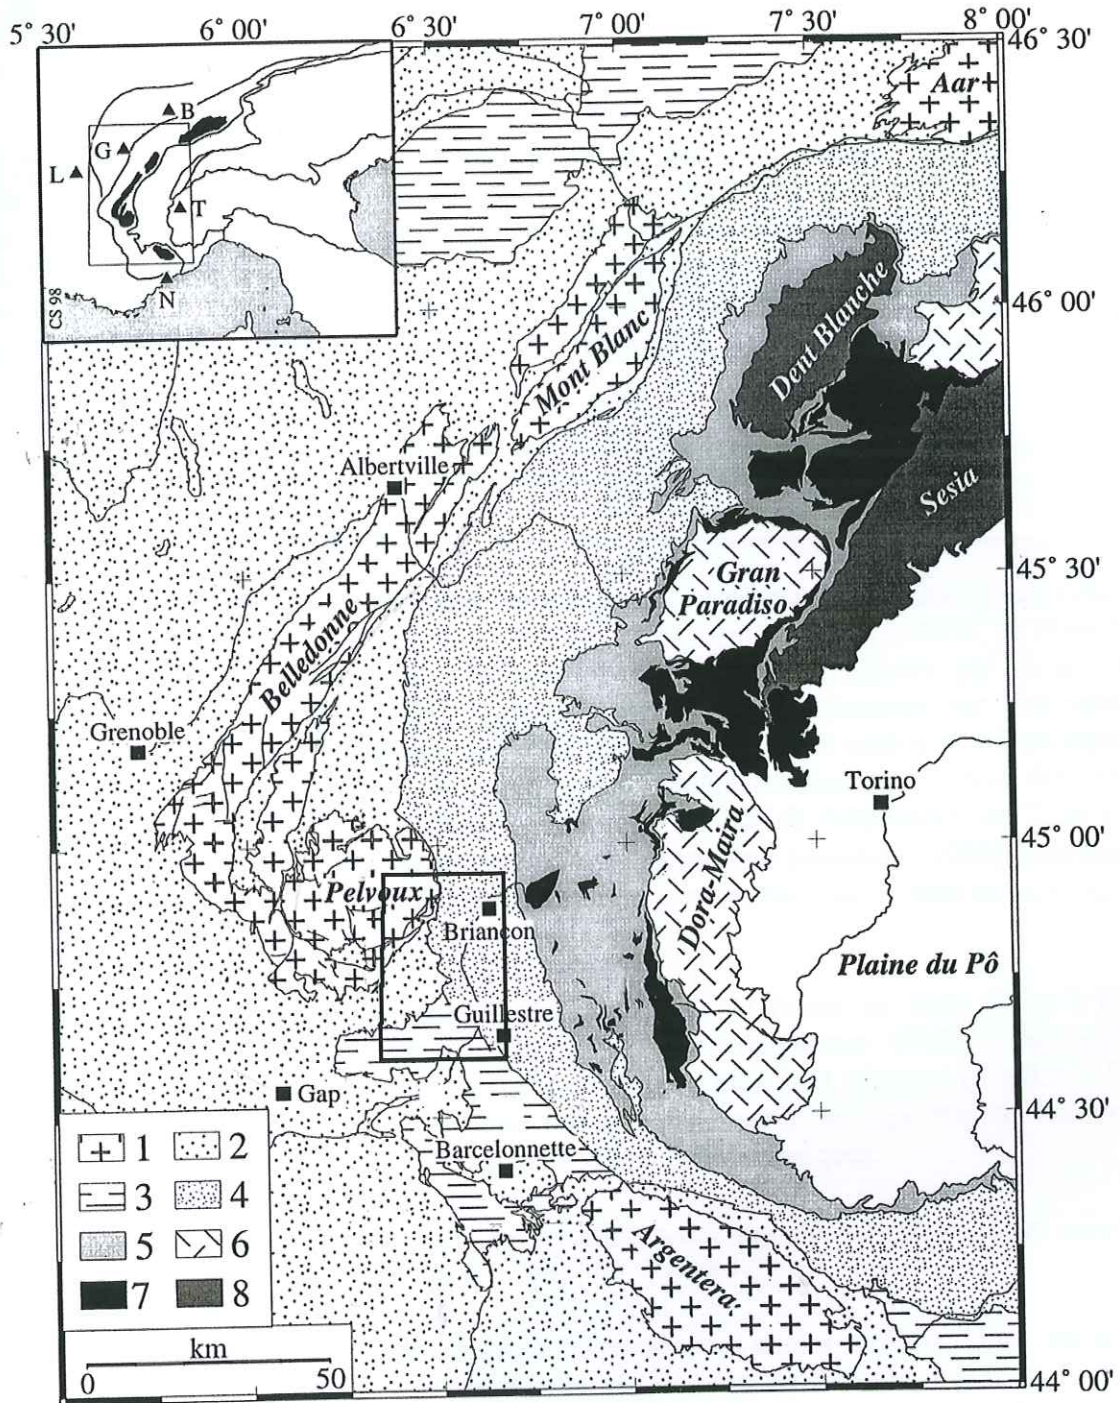 5° 30' 6° 00' 6° 30' 7° 00' 7° 30' 8° 00'
46° 30'
Aar
B
G
L
T
N
CS 98
46° 00'
Dent Blanche
Mont Blanc
Albertville
Sesia
45° 30'
Gran
Paradiso
Belledonne
Grenoble
Torino
45° 00'
Pelvoux
Dora-Maira
Briancon
Plaine du Pô
Guillestre
Gap
44° 30'
Barcelonnette
1 2
3 4
5 6
7 8
Argentera
km
0 50
44° 00'